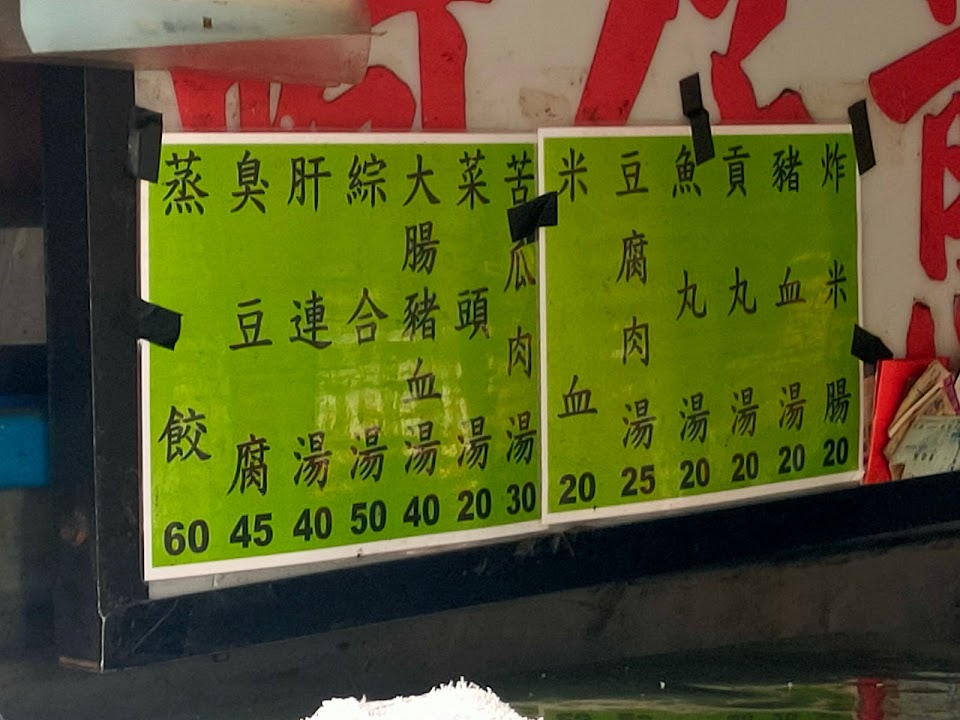 炸米腸 20
豬血湯 20
貢丸湯 20
魚丸湯 20
豆腐肉湯 25
米血 20
苦瓜肉湯 30
菜頭湯 20
大腸豬血湯 40
綜合湯 50
肝連湯 40
臭豆腐 45
蒸餃 60